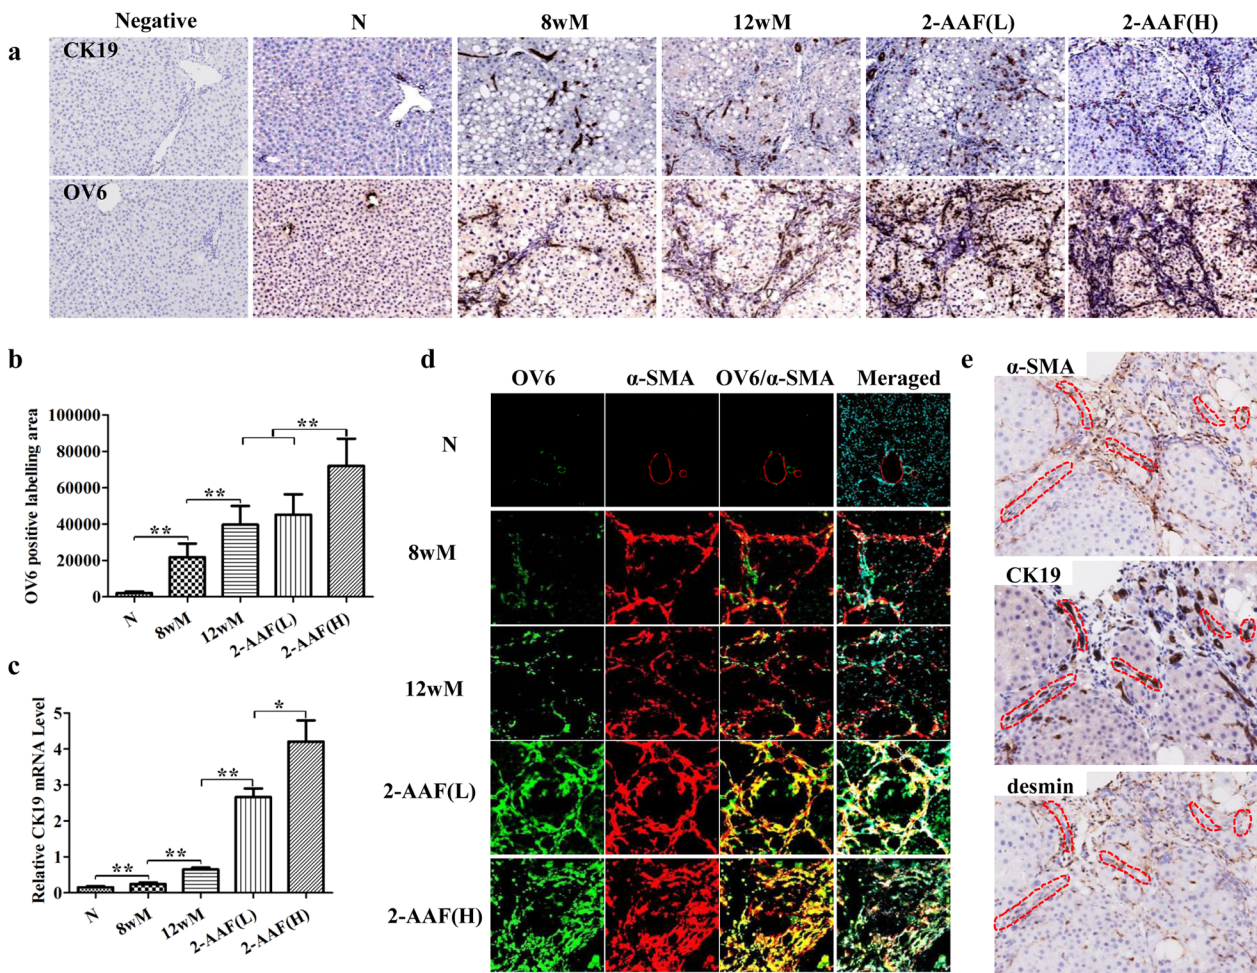 Negative N 8wM 12wM 2-AAF(L) 2-AAF(H)
a
CK19
OV6
b
OV6 positive labelling area
100000
80000
60000
40000
20000
0
** ** **
N 8wM 12wM 2-AAF(L) 2-AAF(H)
c
Relative CK19 mRNA Level
5
4
3
2
1
0
** ** ** *
N 8wM 12wM 2-AAF(L) 2-AAF(H)
d
OV6 α-SMA OV6/α-SMA Meraged
N
8wM
12wM
2-AAF(L)
2-AAF(H)
e
α-SMA
CK19
desmin